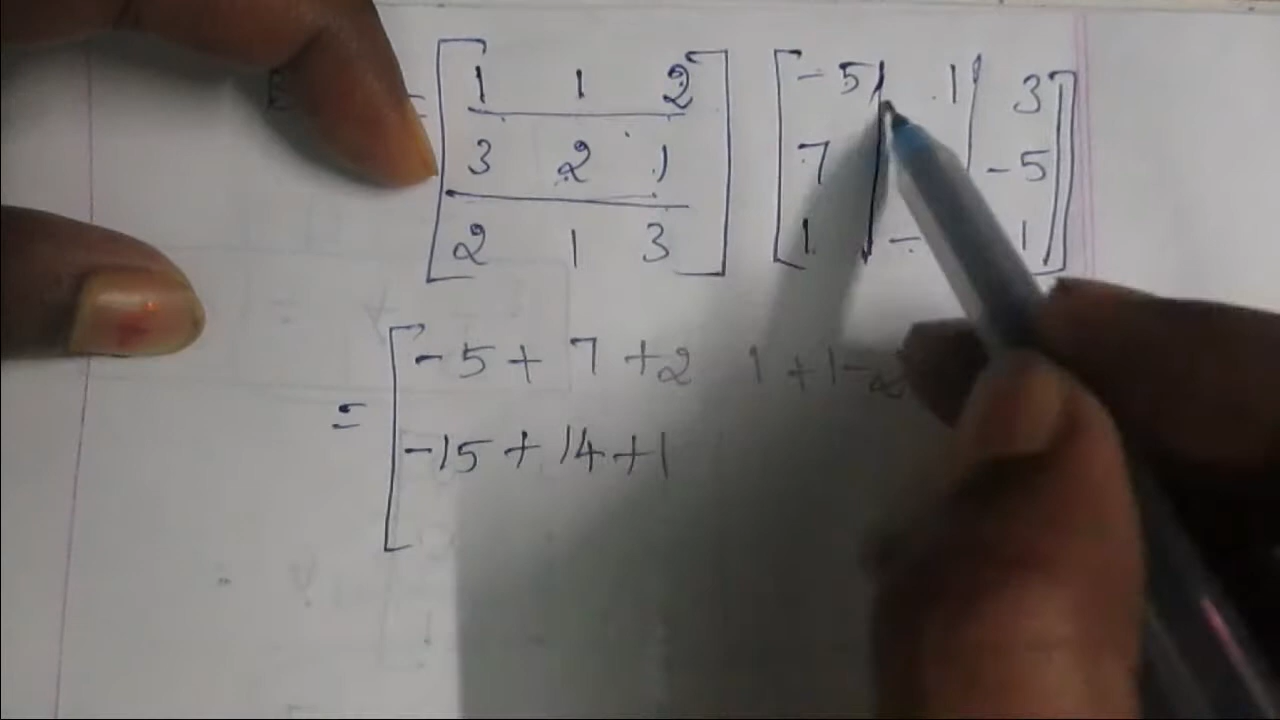 = [ 1 1 2 ] [ -5 1 3 ]
3 2 1 7 -5
2 1 3 1 - 1
= [ -5 + 7 + 2 1 + 1 - 2
-15 + 14 + 1